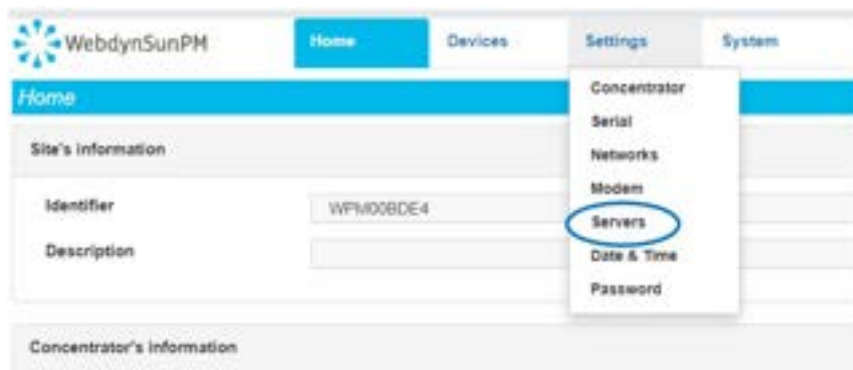 WebdynSunPM
Home Devices Settings System
Home
Concentrator
Serial
Site's information
Networks
Modem
Identifier WPM00BDE4
Servers
Description
Date & Time
Password
Concentrator's information